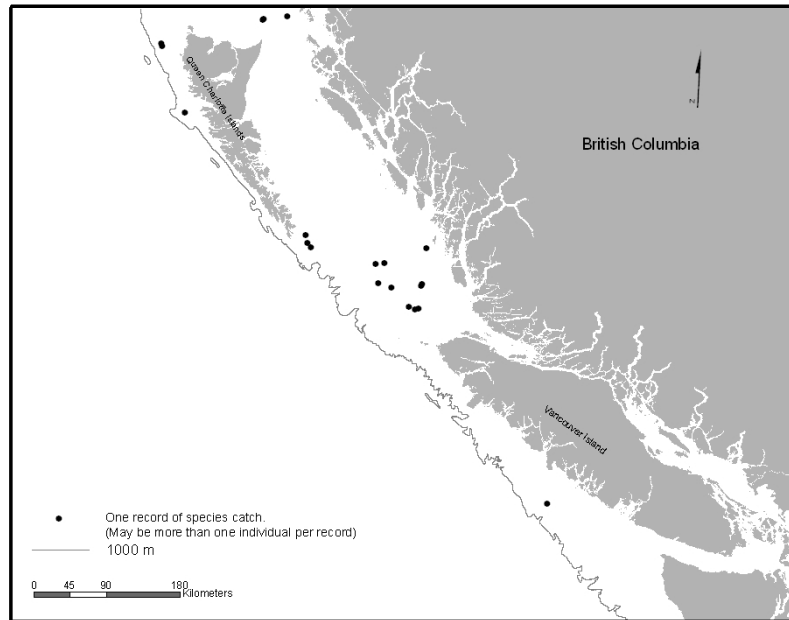 Queen Charlotte Islands
N
British Columbia
Vancouver Island
One record of species catch.
(May be more than one individual per record)
1000 m
0 45 90 180
Kilometers